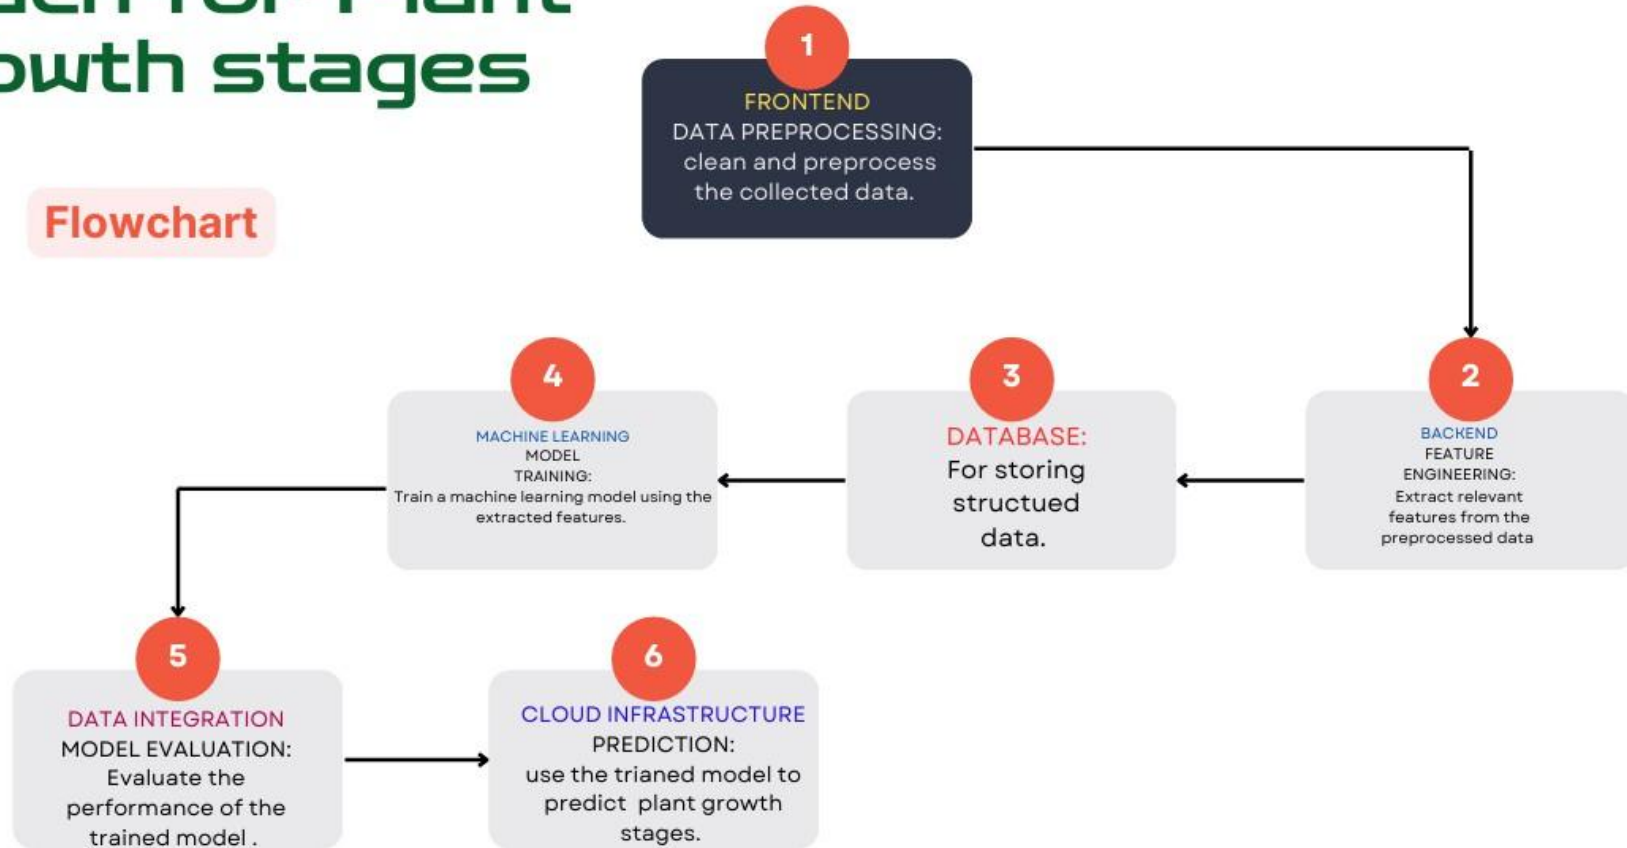 owth stages
Flowchart
1
FRONTEND
DATA PREPROCESSING:
clean and preprocess
the collected data.
2
BACKEND
FEATURE
ENGINEERING:
Extract relevant
features from the
preprocessed data
3
DATABASE:
For storing
structued
data.
4
MACHINE LEARNING
MODEL
TRAINING:
Train a machine learning model using the
extracted features.
5
DATA INTEGRATION
MODEL EVALUATION:
Evaluate the
performance of the
trained model .
6
CLOUD INFRASTRUCTURE
PREDICTION:
use the trianed model to
predict plant growth
stages.